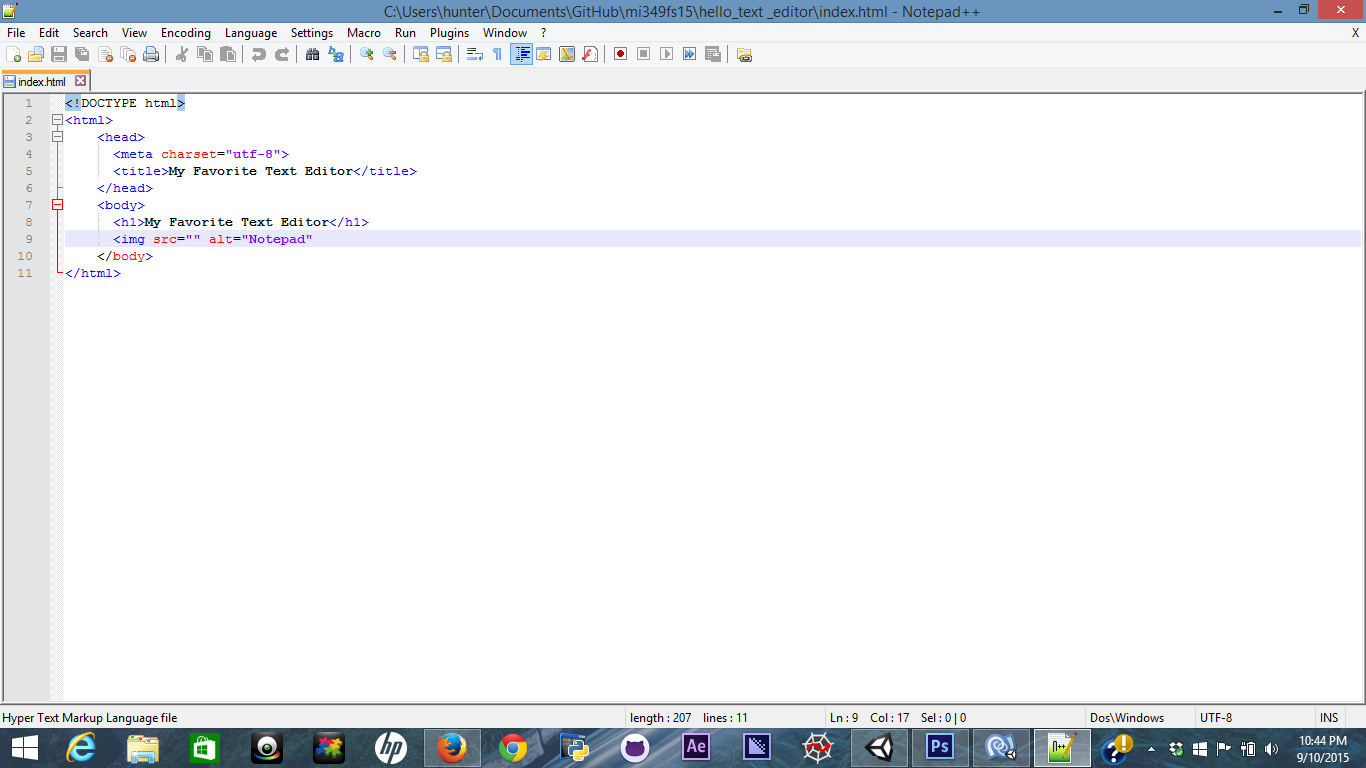 C:\Users\hunter\Documents\GitHub\mi349fs15\hello_text _editor\index.html - Notepad++
File Edit Search View Encoding Language Settings Macro Run Plugins Window ? X
index.html
1 <!DOCTYPE html>
2 <html>
3 <head>
4 <meta charset="utf-8">
5 <title>My Favorite Text Editor</title>
6 </head>
7 <body>
8 <h1>My Favorite Text Editor</h1>
9 <img src="" alt="Notepad"
10 </body>
11 </html>
Hyper Text Markup Language file length : 207 lines : 11 Ln : 9 Col : 17 Sel : 0 | 0 Dos\Windows UTF-8 INS
hp Ae Ps n++
10:44 PM
9/10/2015